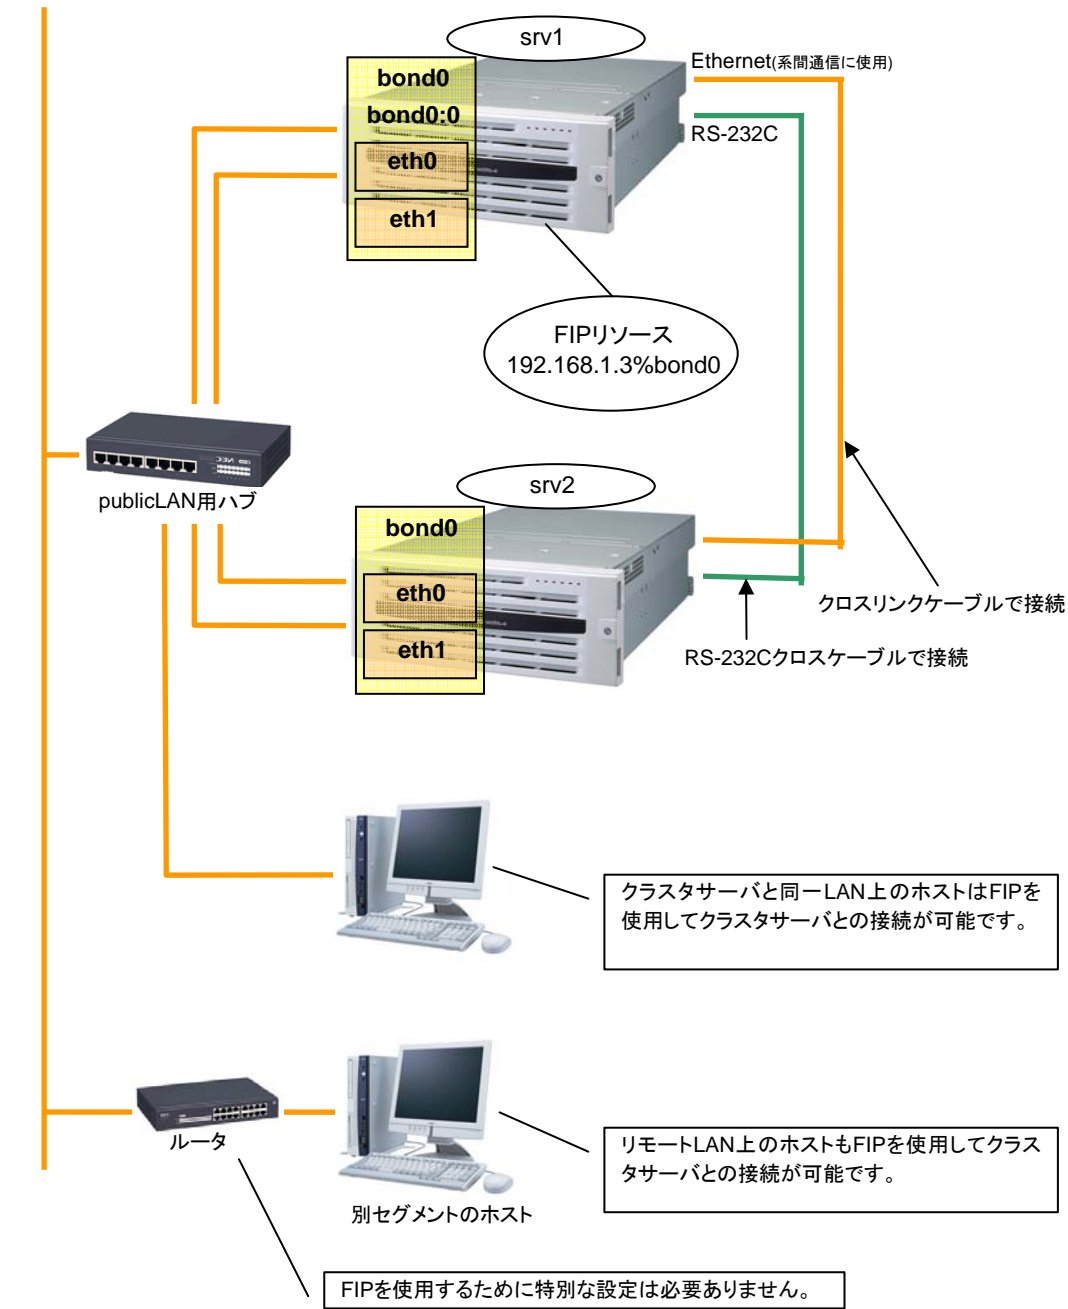 srv1
Ethernet(系間通信に使用)
bond0
bond0:0
RS-232C
eth0
eth1
FIPリソース
192.168.1.3%bond0
NEC
publicLAN用ハブ
srv2
bond0
eth0
eth1
クロスリンクケーブルで接続
RS-232Cクロスケーブルで接続
クラスタサーバと同一LAN上のホストはFIPを
使用してクラスタサーバとの接続が可能です。
ルータ
リモートLAN上のホストもFIPを使用してクラス
タサーバとの接続が可能です。
別セグメントのホスト
FIPを使用するために特別な設定は必要ありません。